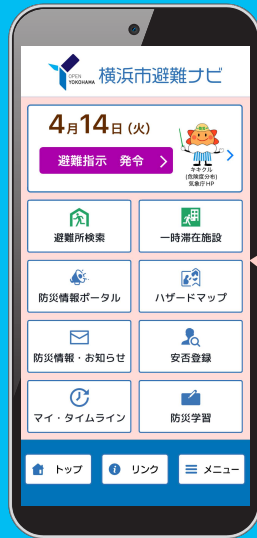 OPEN
YOKOHAMA
横浜市避難ナビ
4月14日(火)
避難指示 発令
キキクル
(危険度分布)
気象庁HP
避難所検索
一時滞在施設
防災情報ポータル
ハザードマップ
防災情報・お知らせ
安否登録
マイ・タイムライン
防災学習
トップ
リンク
メニュー